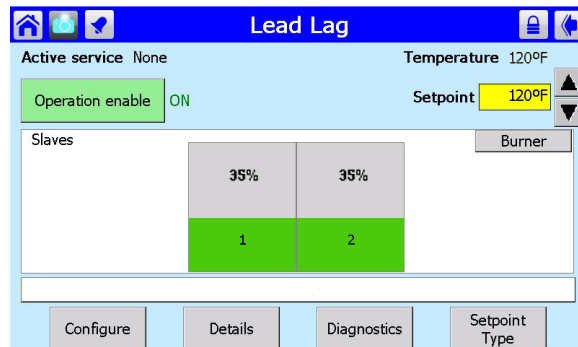 Lead Lag
Active service None
Temperature 120ºF
Operation enable ON
Setpoint 120ºF
Slaves
Burner
35% 35%
1 2
Configure
Details
Diagnostics
Setpoint
Type